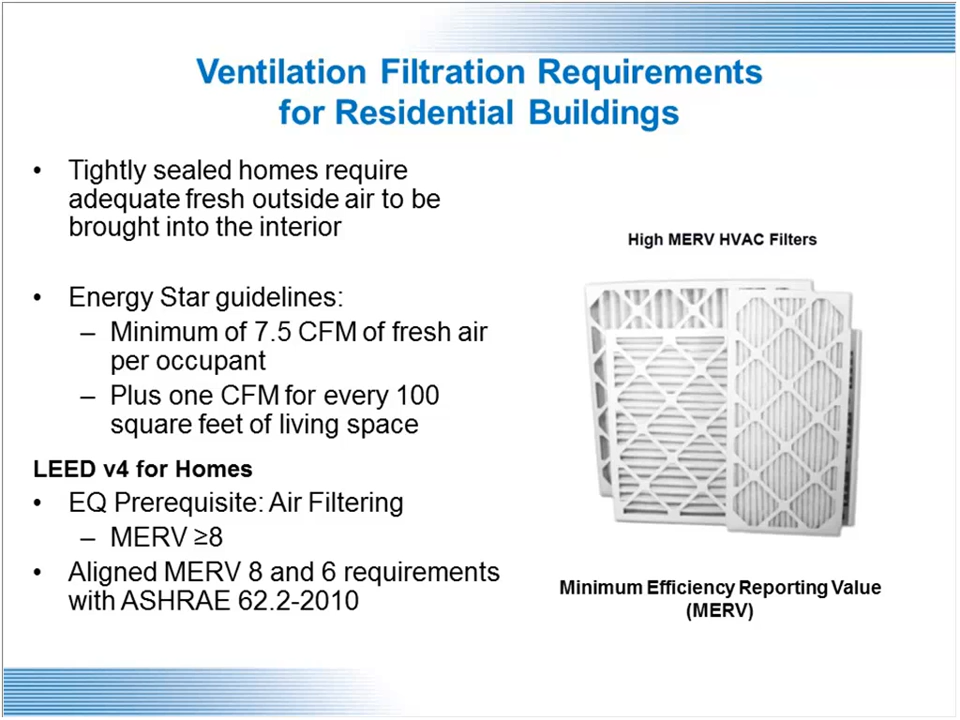 Ventilation Filtration Requirements
for Residential Buildings
• Tightly sealed homes require
adequate fresh outside air to be
brought into the interior
• Energy Star guidelines:
– Minimum of 7.5 CFM of fresh air
per occupant
– Plus one CFM for every 100
square feet of living space
LEED v4 for Homes
• EQ Prerequisite: Air Filtering
– MERV ≥8
• Aligned MERV 8 and 6 requirements
with ASHRAE 62.2-2010
High MERV HVAC Filters
Minimum Efficiency Reporting Value
(MERV)